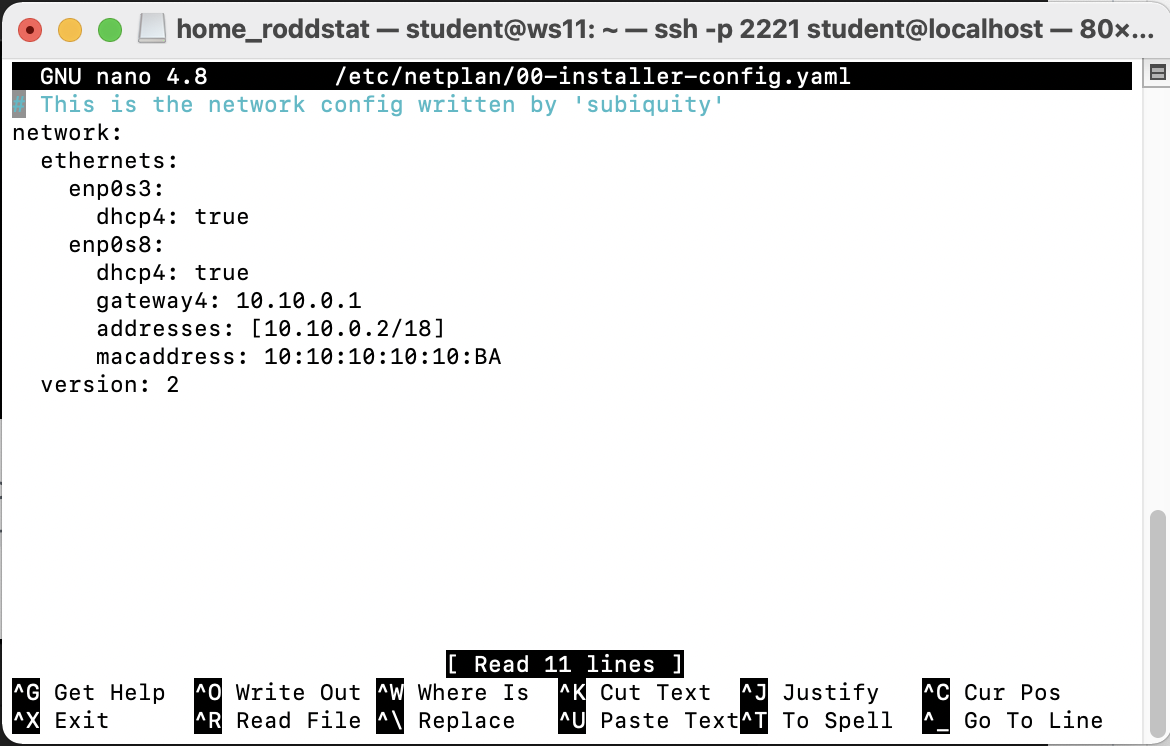 home_roddstat — student@ws11: ~ — ssh -p 2221 student@localhost — 80×...
GNU nano 4.8 /etc/netplan/00-installer-config.yaml
# This is the network config written by 'subiquity'
network:
  ethernets:
    enp0s3:
      dhcp4: true
    enp0s8:
      dhcp4: true
      gateway4: 10.10.0.1
      addresses: [10.10.0.2/18]
      macaddress: 10:10:10:10:10:BA
  version: 2
[ Read 11 lines ]
^G Get Help ^O Write Out ^W Where Is ^K Cut Text ^J Justify ^C Cur Pos
^X Exit ^R Read File ^\ Replace ^U Paste Text ^T To Spell ^_ Go To Line